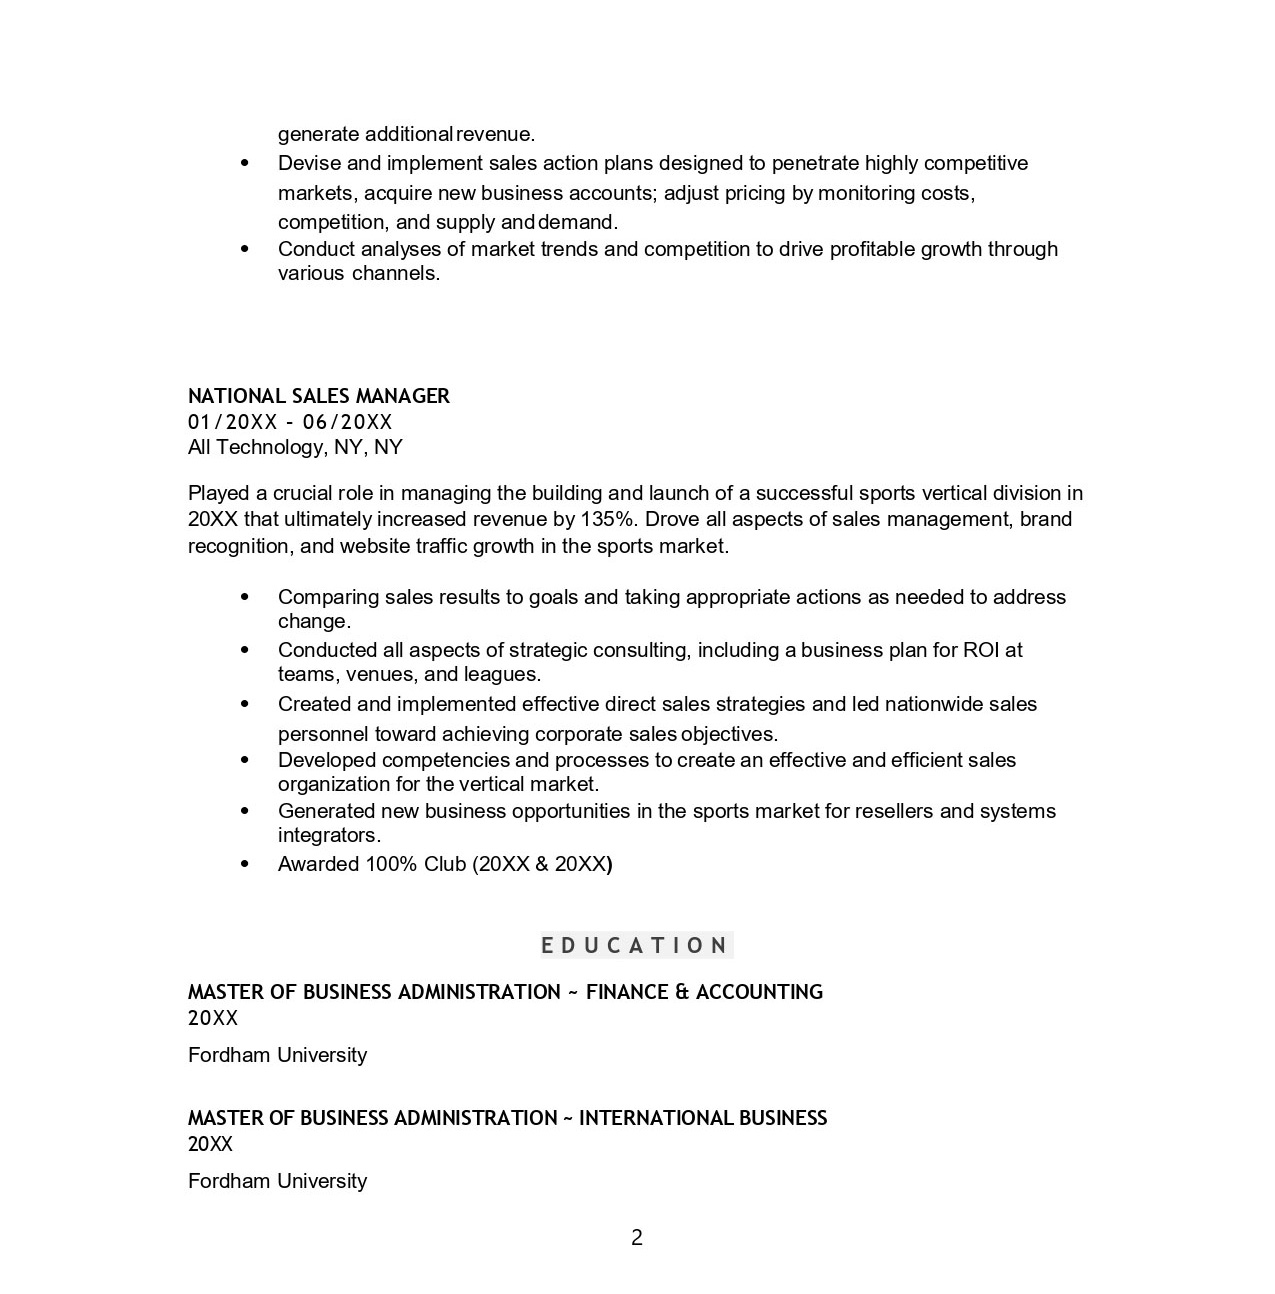 generate additional revenue.
• Devise and implement sales action plans designed to penetrate highly competitive
markets, acquire new business accounts; adjust pricing by monitoring costs,
competition, and supply and demand.
• Conduct analyses of market trends and competition to drive profitable growth through
various channels.
NATIONAL SALES MANAGER
01/20XX - 06/20XX
All Technology, NY, NY
Played a crucial role in managing the building and launch of a successful sports vertical division in
20XX that ultimately increased revenue by 135%. Drove all aspects of sales management, brand
recognition, and website traffic growth in the sports market.
• Comparing sales results to goals and taking appropriate actions as needed to address
change.
• Conducted all aspects of strategic consulting, including a business plan for ROI at
teams, venues, and leagues.
• Created and implemented effective direct sales strategies and led nationwide sales
personnel toward achieving corporate sales objectives.
• Developed competencies and processes to create an effective and efficient sales
organization for the vertical market.
• Generated new business opportunities in the sports market for resellers and systems
integrators.
• Awarded 100% Club (20XX & 20XX)
EDUCATION
MASTER OF BUSINESS ADMINISTRATION ~ FINANCE & ACCOUNTING
20XX
Fordham University
MASTER OF BUSINESS ADMINISTRATION ~ INTERNATIONAL BUSINESS
20XX
Fordham University
2